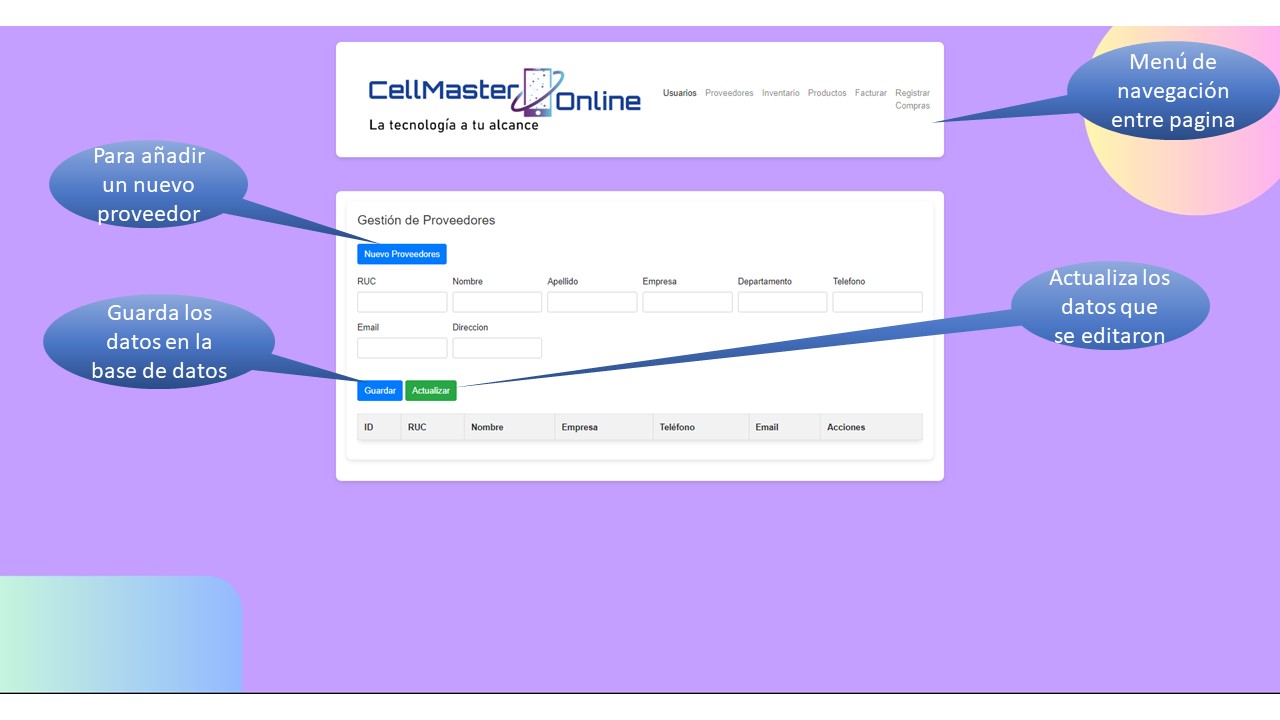 CellMaster Online
La tecnología a tu alcance
Usuarios Proveedores Inventario Productos Facturar Registrar
Compras
Menú de
navegación
entre pagina
Para añadir
un nuevo
proveedor
Gestión de Proveedores
Nuevo Proveedores
RUC Nombre Apellido Empresa Departamento Telefono
Email Direccion
Actualiza los
datos que
se editaron
Guarda los
datos en la
base de datos
Guardar Actualizar
ID RUC Nombre Empresa Teléfono Email Acciones